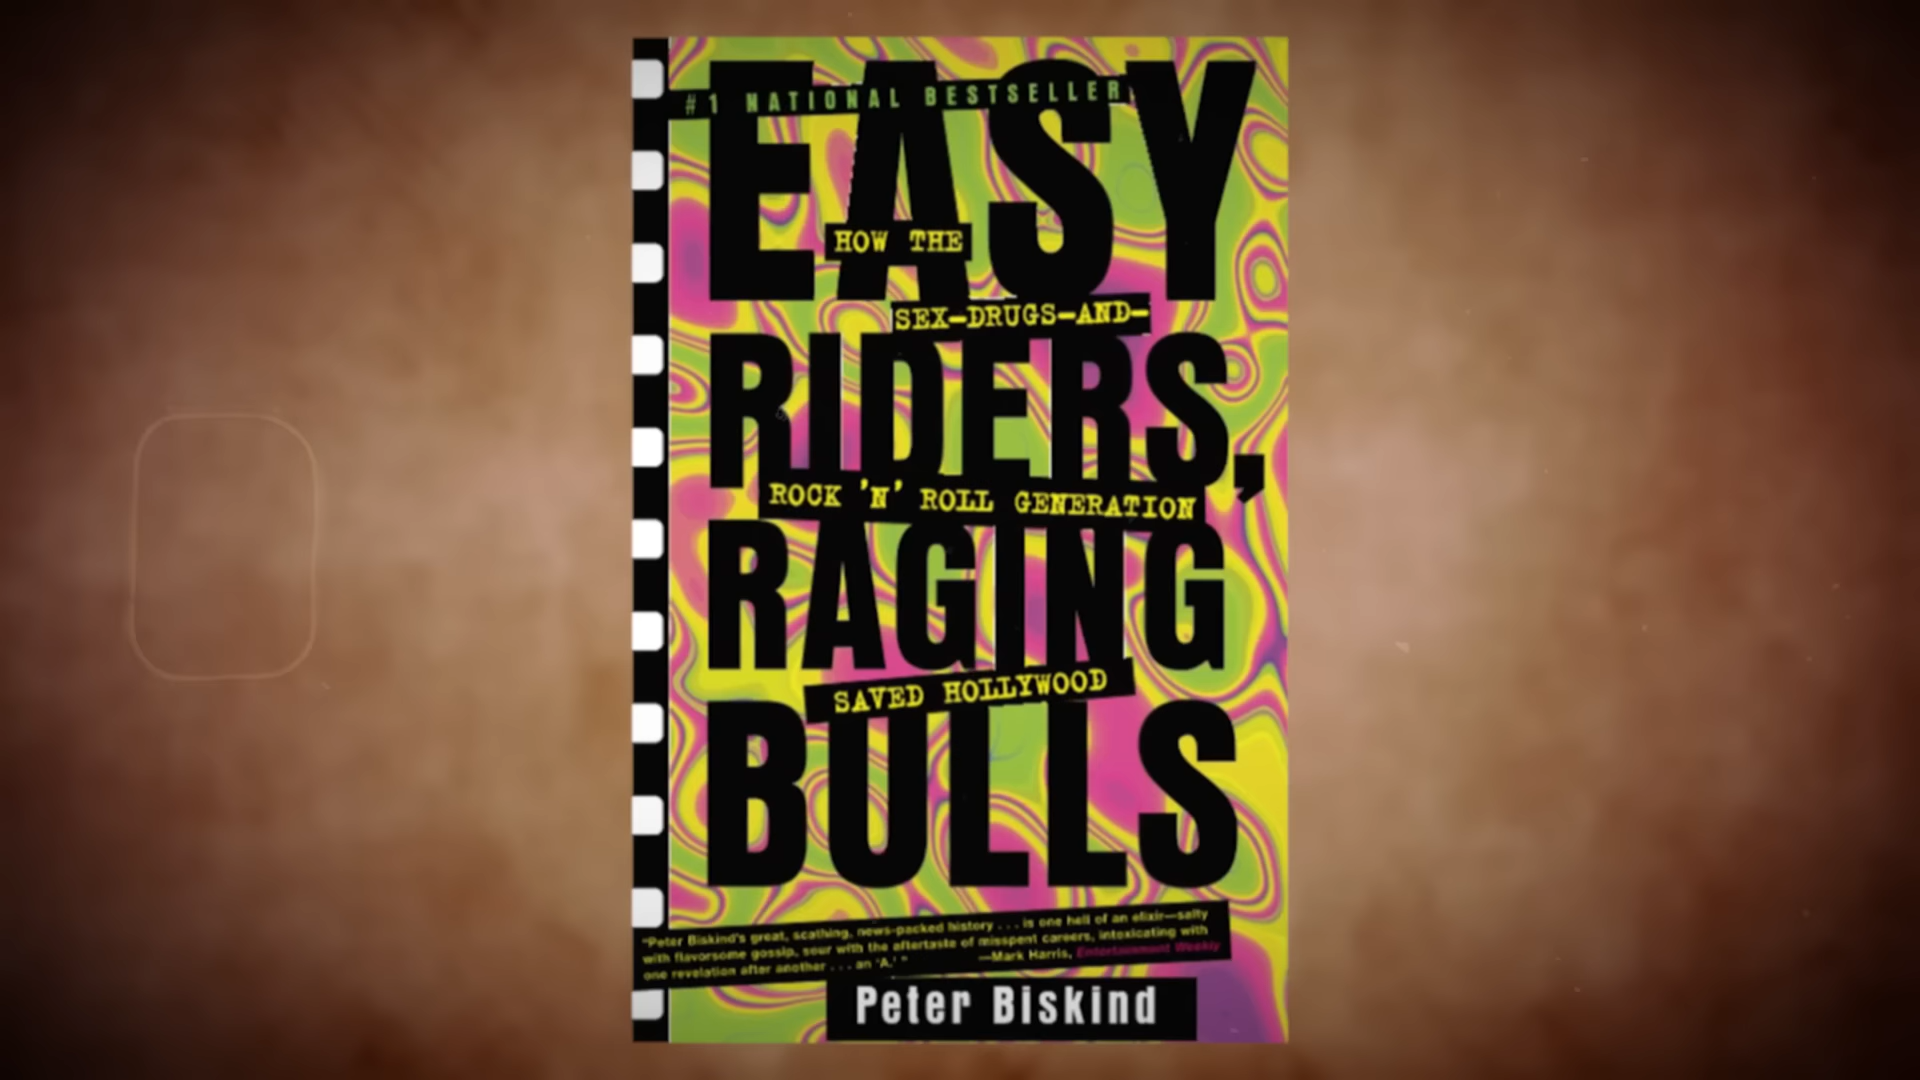 #1 NATIONAL BESTSELLER
EASY
HOW THE
SEX-DRUGS-AND-
RIDERS,
ROCK 'N' ROLL GENERATION
RAGING
SAVED HOLLYWOOD
BULLS
"Peter Biskind's great, scathing, news-packed history . . . is one hell of an elixir—salty
with flavorsome gossip, sour with the aftertaste of misspent careers, intoxicating with
one revelation after another . . . an 'A.' " —Mark Harris, Entertainment Weekly
Peter Biskind